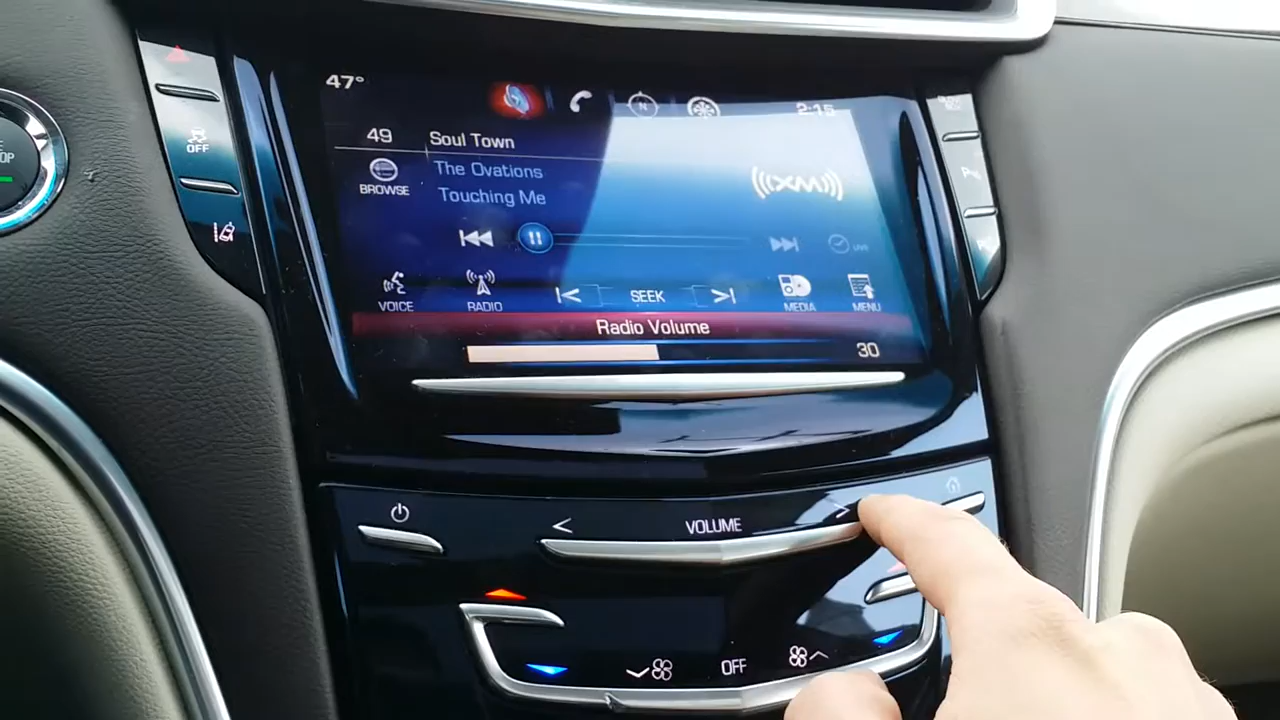 47°
N
2:15
49
Soul Town
BROWSE
The Ovations
Touching Me
((XM))
LIVE
VOICE
RADIO
SEEK
MEDIA
MENU
Radio Volume
30
OFF
VOLUME
OFF